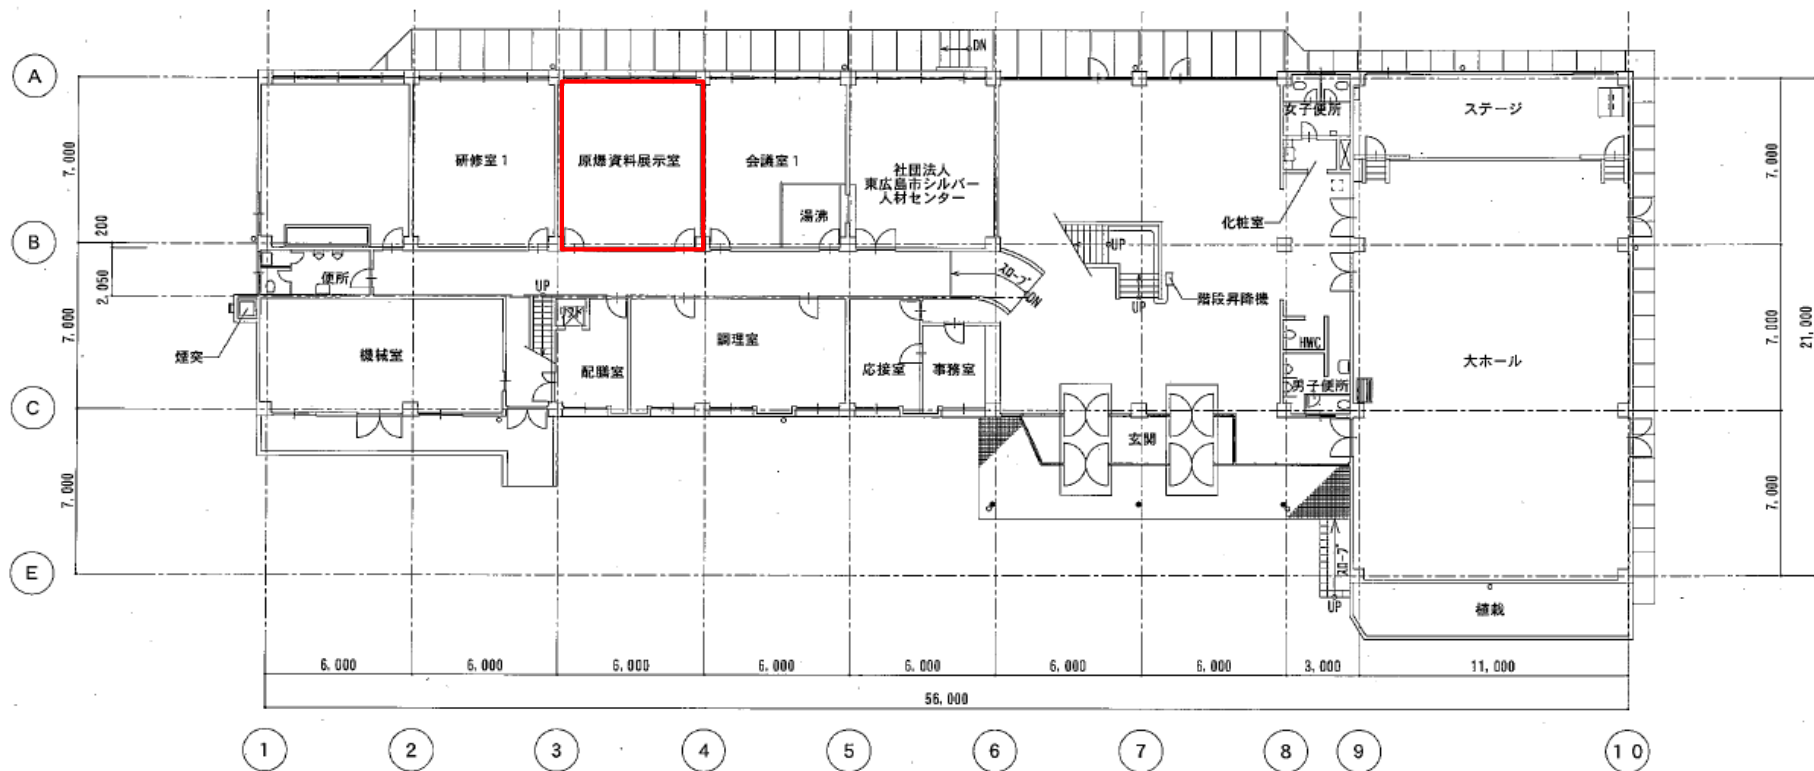 DN
A
女子便所
ステージ
研修室1
原爆資料展示室
会議室1
社団法人
東広島市シルバー
人材センター
湯沸
化粧室
7,000
7,000
200
B
UP
スロープ
DN
便所
UP
UP
階段昇降機
2,050
リフト
煙突
機械室
調理室
配膳室
応接室
事務室
HWC
男子便所
大ホール
7,000
7,000
21,000
C
玄関
7,000
7,000
スロープ
E
UP
植栽
6,000
6,000
6,000
6,000
6,000
6,000
6,000
3,000
11,000
56,000
1
2
3
4
5
6
7
8
9
10